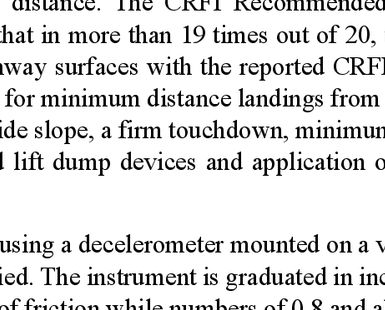 distance. The CRFI Recommended
that in more than 19 times out of 20,
way surfaces with the reported CRFI
for minimum distance landings from
ide slope, a firm touchdown, minimum
lift dump devices and application o
using a decelerometer mounted on a v
ied. The instrument is graduated in inc
of friction while numbers of 0.8 and a